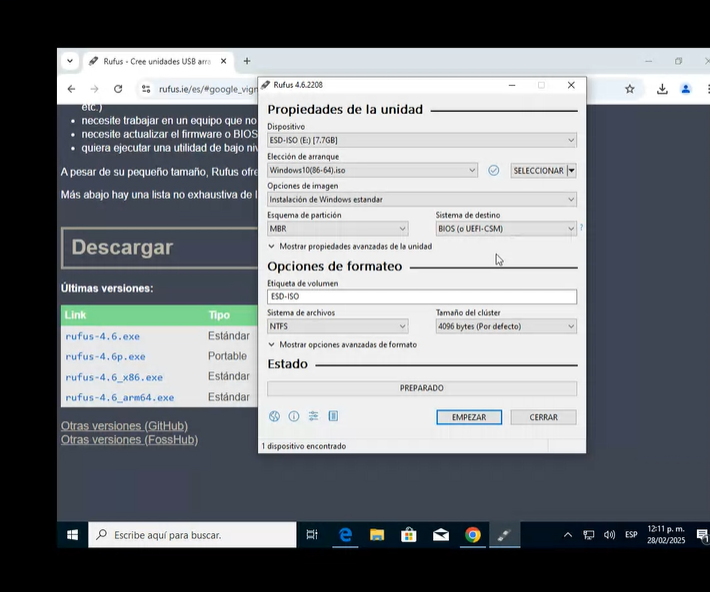 Rufus - Cree unidades USB arra
rufus.ie/es/#google_vign
etc.)
necesite trabajar en un equipo que no
necesite actualizar el firmware o BIOS
quiera ejecutar una utilidad de bajo niv
A pesar de su pequeño tamaño, Rufus ofre
Más abajo hay una lista no exhaustiva de I
Descargar
Últimas versiones:
Link Tipo
rufus-4.6.exe Estándar
rufus-4.6p.exe Portable
rufus-4.6_x86.exe Estándar
rufus-4.6_arm64.exe Estándar
Otras versiones (GitHub)
Otras versiones (FossHub)
Rufus 4.6.2208
Propiedades de la unidad
Dispositivo
ESD-ISO (E:) [7.7GB]
Elección de arranque
Windows10(86-64).iso
SELECCIONAR
Opciones de imagen
Instalación de Windows estandar
Esquema de partición Sistema de destino
MBR BIOS (o UEFI-CSM) ?
Mostrar propiedades avanzadas de la unidad
Opciones de formateo
Etiqueta de volumen
ESD-ISO
Sistema de archivos Tamaño del clúster
NTFS 4096 bytes (Por defecto)
Mostrar opciones avanzadas de formato
Estado
PREPARADO
EMPEZAR CERRAR
1 dispositivo encontrado
Escribe aquí para buscar.
ESP
12:11 p. m.
28/02/2025